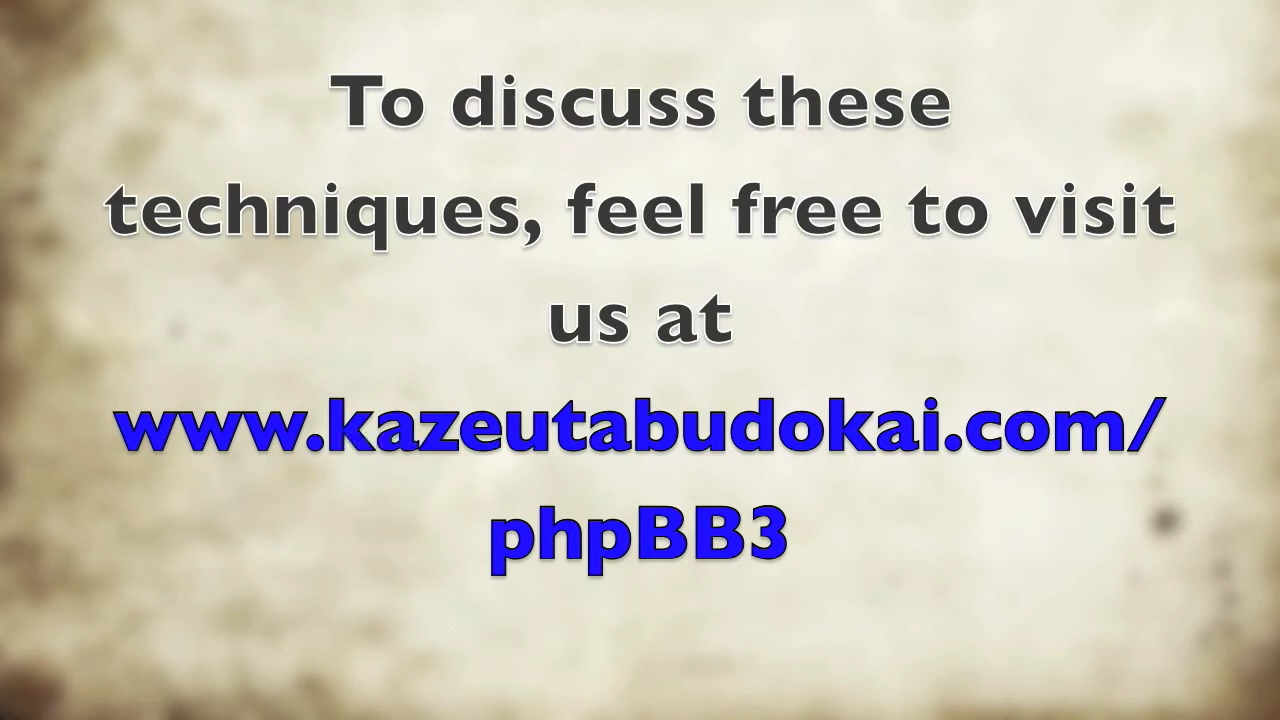 To discuss these
techniques, feel free to visit
us at
www.kazeutabudokai.com/
phpBB3